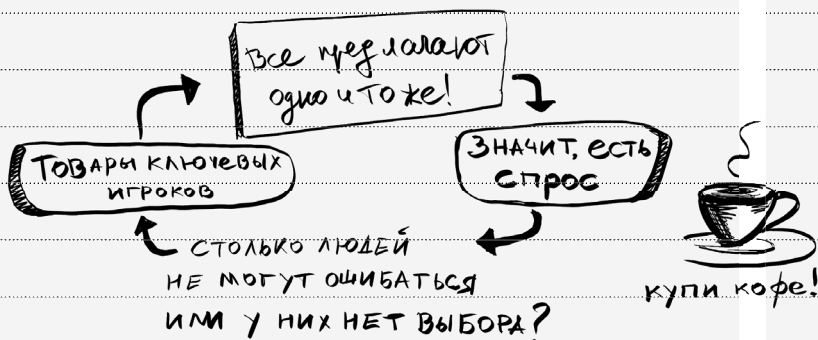 Все предлагают
одно и то же!
Товары ключевых
игроков
Значит, есть
спрос
столько людей
не могут ошибаться
или у них нет выбора?
купи кофе!